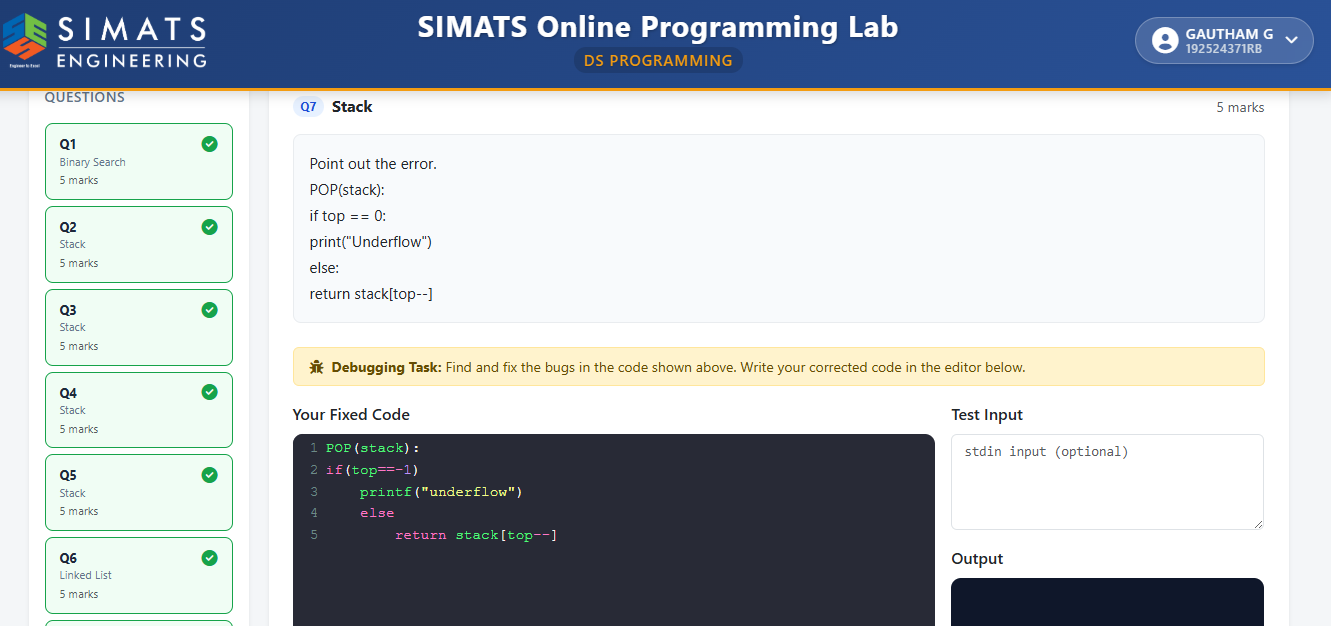 SIMATS
ENGINEERING
Engineer to Excel
SIMATS Online Programming Lab
DS PROGRAMMING
GAUTHAM G
192524371RB
QUESTIONS
Q1
Binary Search
5 marks
Q2
Stack
5 marks
Q3
Stack
5 marks
Q4
Stack
5 marks
Q5
Stack
5 marks
Q6
Linked List
5 marks
Q7 Stack
5 marks
Point out the error.
POP(stack):
if top == 0:
print("Underflow")
else:
return stack[top--]
Debugging Task: Find and fix the bugs in the code shown above. Write your corrected code in the editor below.
Your Fixed Code
1 POP(stack):
2 if(top==-1)
3 printf("underflow")
4 else
5 return stack[top--]
Test Input
stdin input (optional)
Output